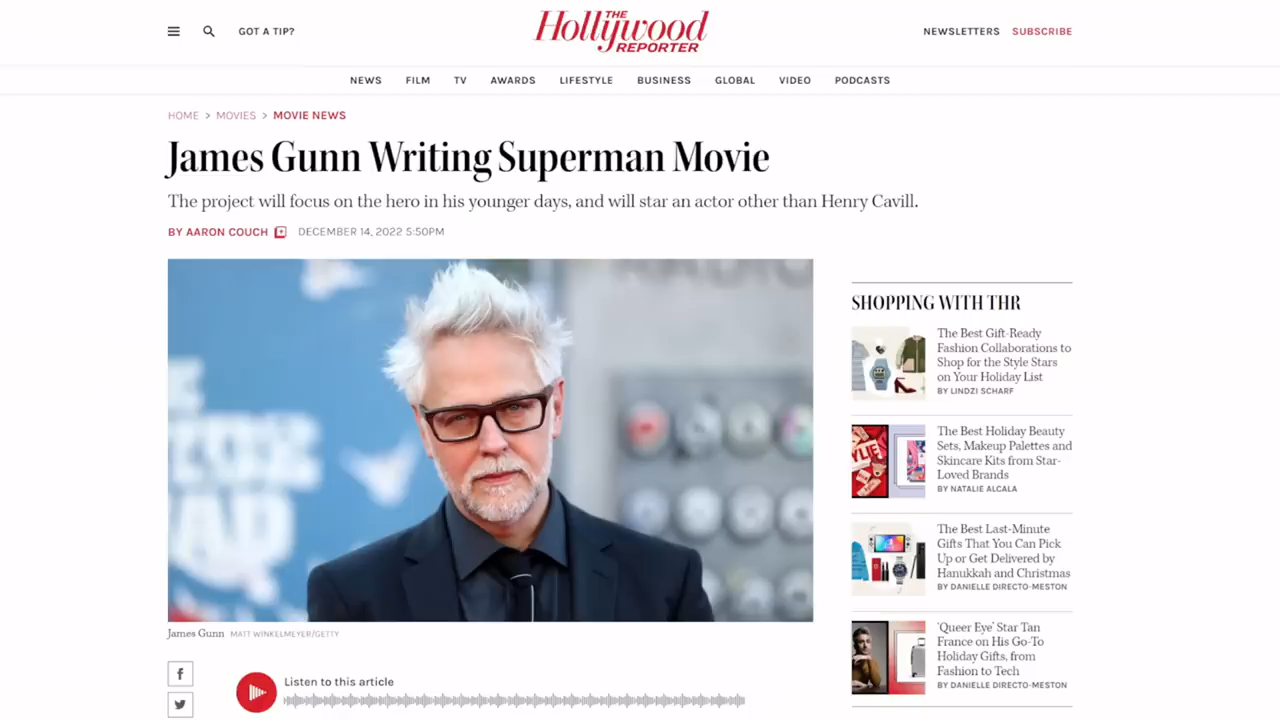 GOT A TIP?
THE
Hollywood
REPORTER
NEWSLETTERS
SUBSCRIBE
NEWS
FILM
TV
AWARDS
LIFESTYLE
BUSINESS
GLOBAL
VIDEO
PODCASTS
HOME > MOVIES > MOVIE NEWS
James Gunn Writing Superman Movie
The project will focus on the hero in his younger days, and will star an actor other than Henry Cavill.
BY AARON COUCH
DECEMBER 14, 2022 5:50PM
James Gunn MATT WINKELMEYER/GETTY
Listen to this article
SHOPPING WITH THR
The Best Gift-Ready
Fashion Collaborations to
Shop for the Style Stars
on Your Holiday List
BY LINDZI SCHARF
The Best Holiday Beauty
Sets, Makeup Palettes and
Skincare Kits from Star-
Loved Brands
BY NATALIE ALCALA
The Best Last-Minute
Gifts That You Can Pick
Up or Get Delivered by
Hanukkah and Christmas
BY DANIELLE DIRECTO-MESTON
'Queer Eye' Star Tan
France on His Go-To
Holiday Gifts, from
Fashion to Tech
BY DANIELLE DIRECTO-MESTON